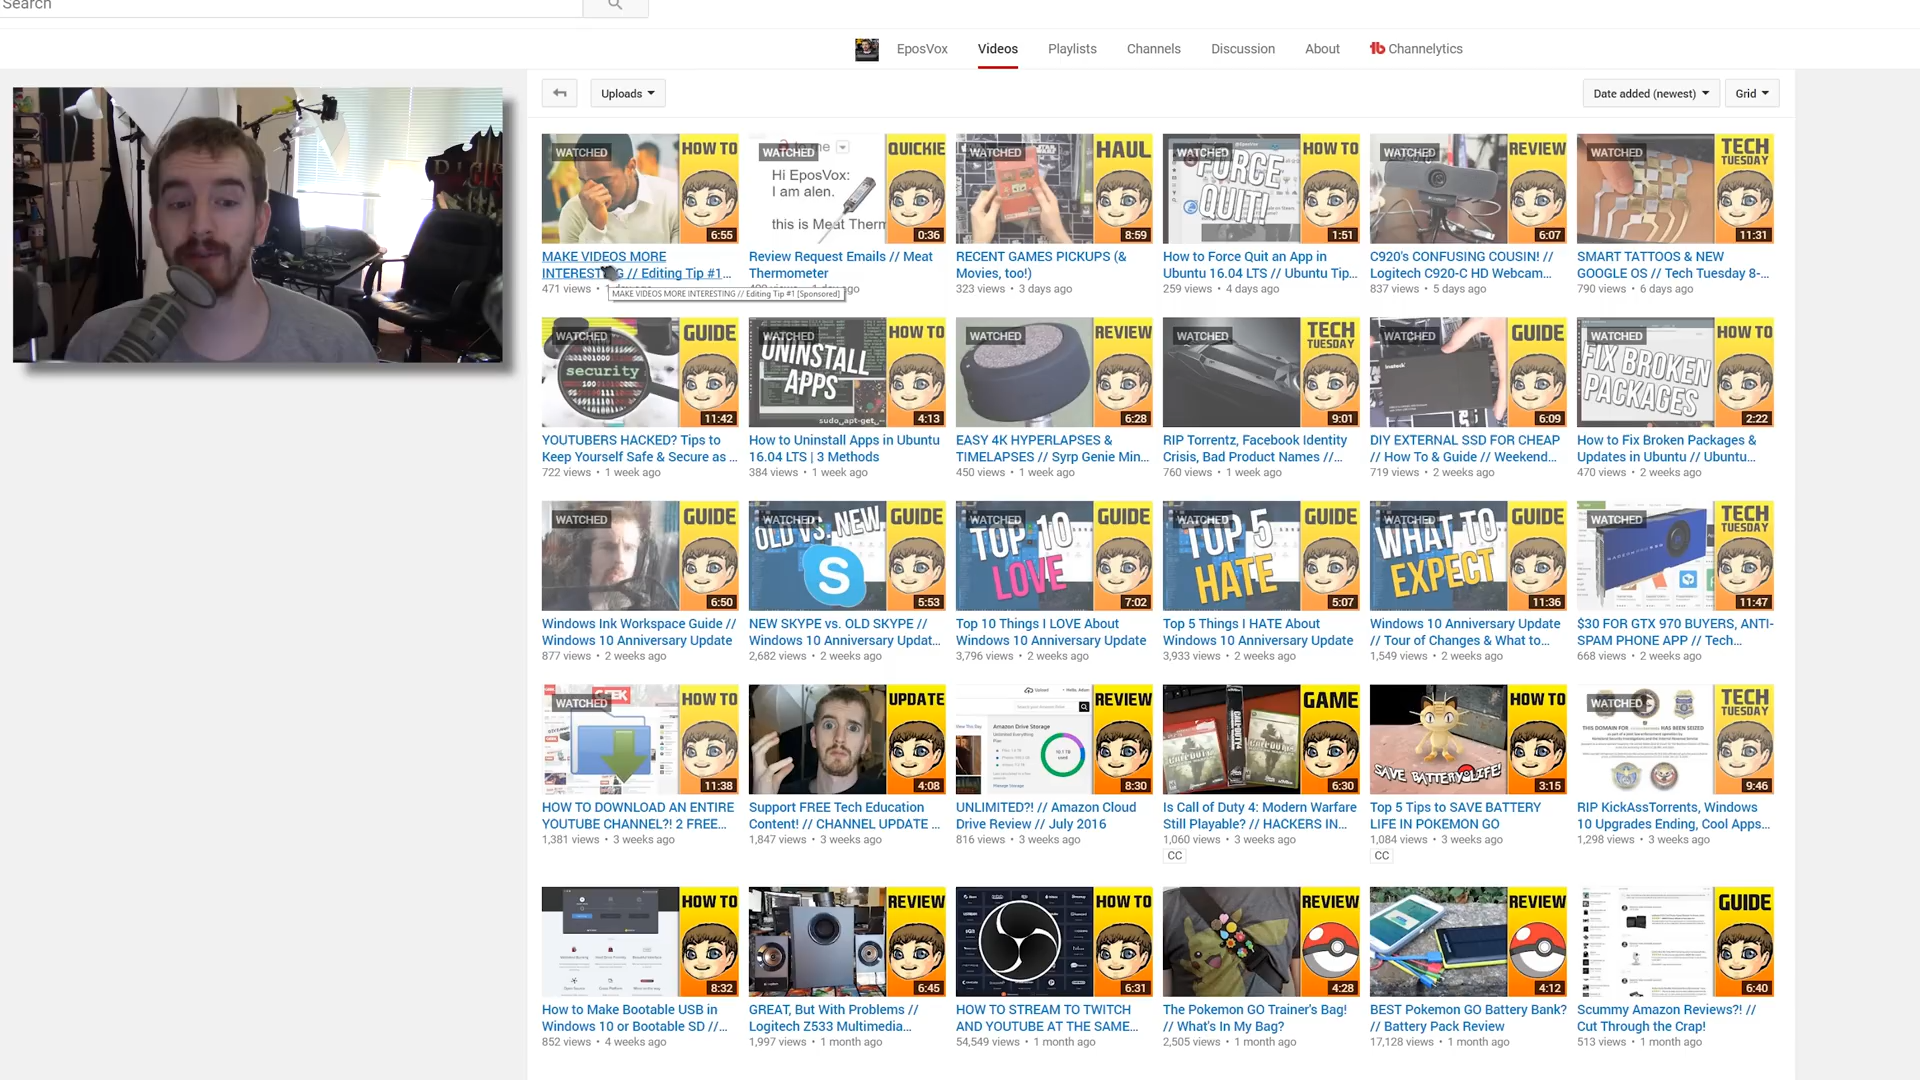 Search
EposVox Videos Playlists Channels Discussion About Channelytics
Uploads
Date added (newest) Grid
WATCHED HOW TO 6:55
WATCHED QUICKIE Hi EposVox: I am alen. this is Meat Therm 0:36
WATCHED HAUL 8:59
WATCHED FORCE QUIT! HOW TO 1:51
WATCHED REVIEW 6:07
WATCHED TECH TUESDAY 11:31
MAKE VIDEOS MORE INTERESTING // Editing Tip #1...
471 views
MAKE VIDEOS MORE INTERESTING // Editing Tip #1 [Sponsored]
Review Request Emails // Meat Thermometer
RECENT GAMES PICKUPS (& Movies, too!)
323 views • 3 days ago
How to Force Quit an App in Ubuntu 16.04 LTS // Ubuntu Tip...
259 views • 4 days ago
C920's CONFUSING COUSIN! // Logitech C920-C HD Webcam...
837 views • 5 days ago
SMART TATTOOS & NEW GOOGLE OS // Tech Tuesday 8-...
790 views • 6 days ago
WATCHED security GUIDE 11:42
WATCHED UNINSTALL APPS sudo apt-get HOW TO 4:13
WATCHED REVIEW 6:28
WATCHED TECH TUESDAY 9:01
WATCHED GUIDE 6:09
WATCHED FIX BROKEN PACKAGES HOW TO 2:22
YOUTUBERS HACKED? Tips to Keep Yourself Safe & Secure as ...
722 views • 1 week ago
How to Uninstall Apps in Ubuntu 16.04 LTS | 3 Methods
384 views • 1 week ago
EASY 4K HYPERLAPSES & TIMELAPSES // Syrp Genie Min...
450 views • 1 week ago
RIP Torrentz, Facebook Identity Crisis, Bad Product Names //...
760 views • 1 week ago
DIY EXTERNAL SSD FOR CHEAP // How To & Guide // Weekend...
719 views • 2 weeks ago
How to Fix Broken Packages & Updates in Ubuntu // Ubuntu...
470 views • 2 weeks ago
WATCHED GUIDE 6:50
WATCHED OLD VS. NEW S GUIDE 5:53
WATCHED TOP 10 LOVE GUIDE 7:02
WATCHED TOP 5 HATE GUIDE 5:07
WATCHED WHAT TO EXPECT GUIDE 11:36
WATCHED TECH TUESDAY 11:47
Windows Ink Workspace Guide // Windows 10 Anniversary Update
877 views • 2 weeks ago
NEW SKYPE vs. OLD SKYPE // Windows 10 Anniversary Updat...
2,682 views • 2 weeks ago
Top 10 Things I LOVE About Windows 10 Anniversary Update
3,796 views • 2 weeks ago
Top 5 Things I HATE About Windows 10 Anniversary Update
3,933 views • 2 weeks ago
Windows 10 Anniversary Update // Tour of Changes & What to...
1,549 views • 2 weeks ago
$30 FOR GTX 970 BUYERS, ANTI-SPAM PHONE APP // Tech...
668 views • 2 weeks ago
WATCHED GEEK HOW TO 11:38
UPDATE 4:08
Amazon Drive Storage REVIEW 8:30
GAME 6:30
SAVE BATTERY LIFE! HOW TO 3:15
WATCHED THIS DOMAIN FOR HAS BEEN SEIZED TECH TUESDAY 9:46
HOW TO DOWNLOAD AN ENTIRE YOUTUBE CHANNEL?! 2 FREE...
1,381 views • 3 weeks ago
Support FREE Tech Education Content! // CHANNEL UPDATE ...
1,847 views • 3 weeks ago
UNLIMITED?! // Amazon Cloud Drive Review // July 2016
816 views • 3 weeks ago
Is Call of Duty 4: Modern Warfare Still Playable? // HACKERS IN...
1,060 views • 3 weeks ago
CC
Top 5 Tips to SAVE BATTERY LIFE IN POKEMON GO
1,084 views • 3 weeks ago
CC
RIP KickAssTorrents, Windows 10 Upgrades Ending, Cool Apps...
1,298 views • 3 weeks ago
HOW TO 8:32
REVIEW 6:45
HOW TO 6:31
REVIEW 4:28
REVIEW 4:12
GUIDE 6:40
How to Make Bootable USB in Windows 10 or Bootable SD //...
852 views • 4 weeks ago
GREAT, But With Problems // Logitech Z533 Multimedia...
1,997 views • 1 month ago
HOW TO STREAM TO TWITCH AND YOUTUBE AT THE SAME...
54,549 views • 1 month ago
The Pokemon GO Trainer's Bag! // What's In My Bag?
2,505 views • 1 month ago
BEST Pokemon GO Battery Bank? // Battery Pack Review
17,128 views • 1 month ago
Scummy Amazon Reviews?! // Cut Through the Crap!
513 views • 1 month ago